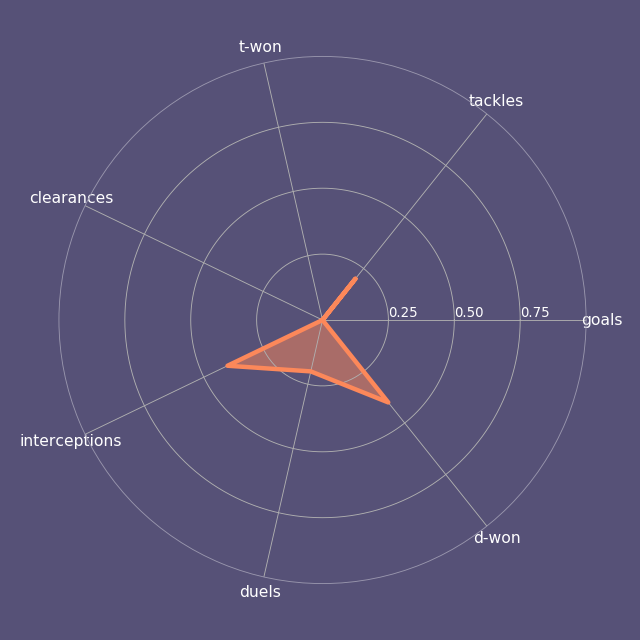 t-won
tackles
clearances
0.25 0.50 0.75
goals
interceptions
d-won
duels